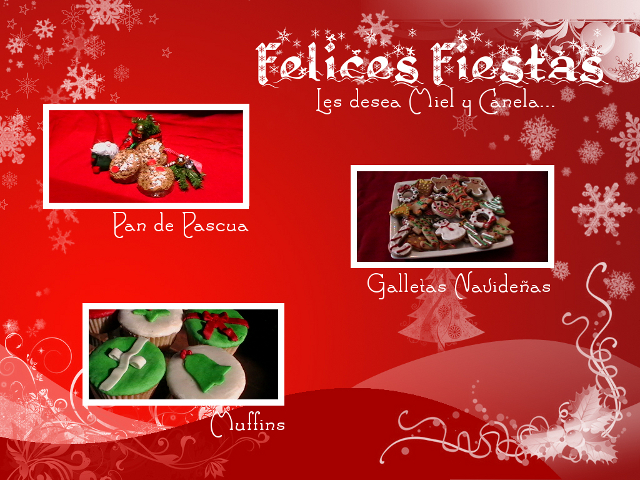 Felices Fiestas
Les desea Miel y Canela...
Pan de Pascua
Galletas Navideñas
Muffins